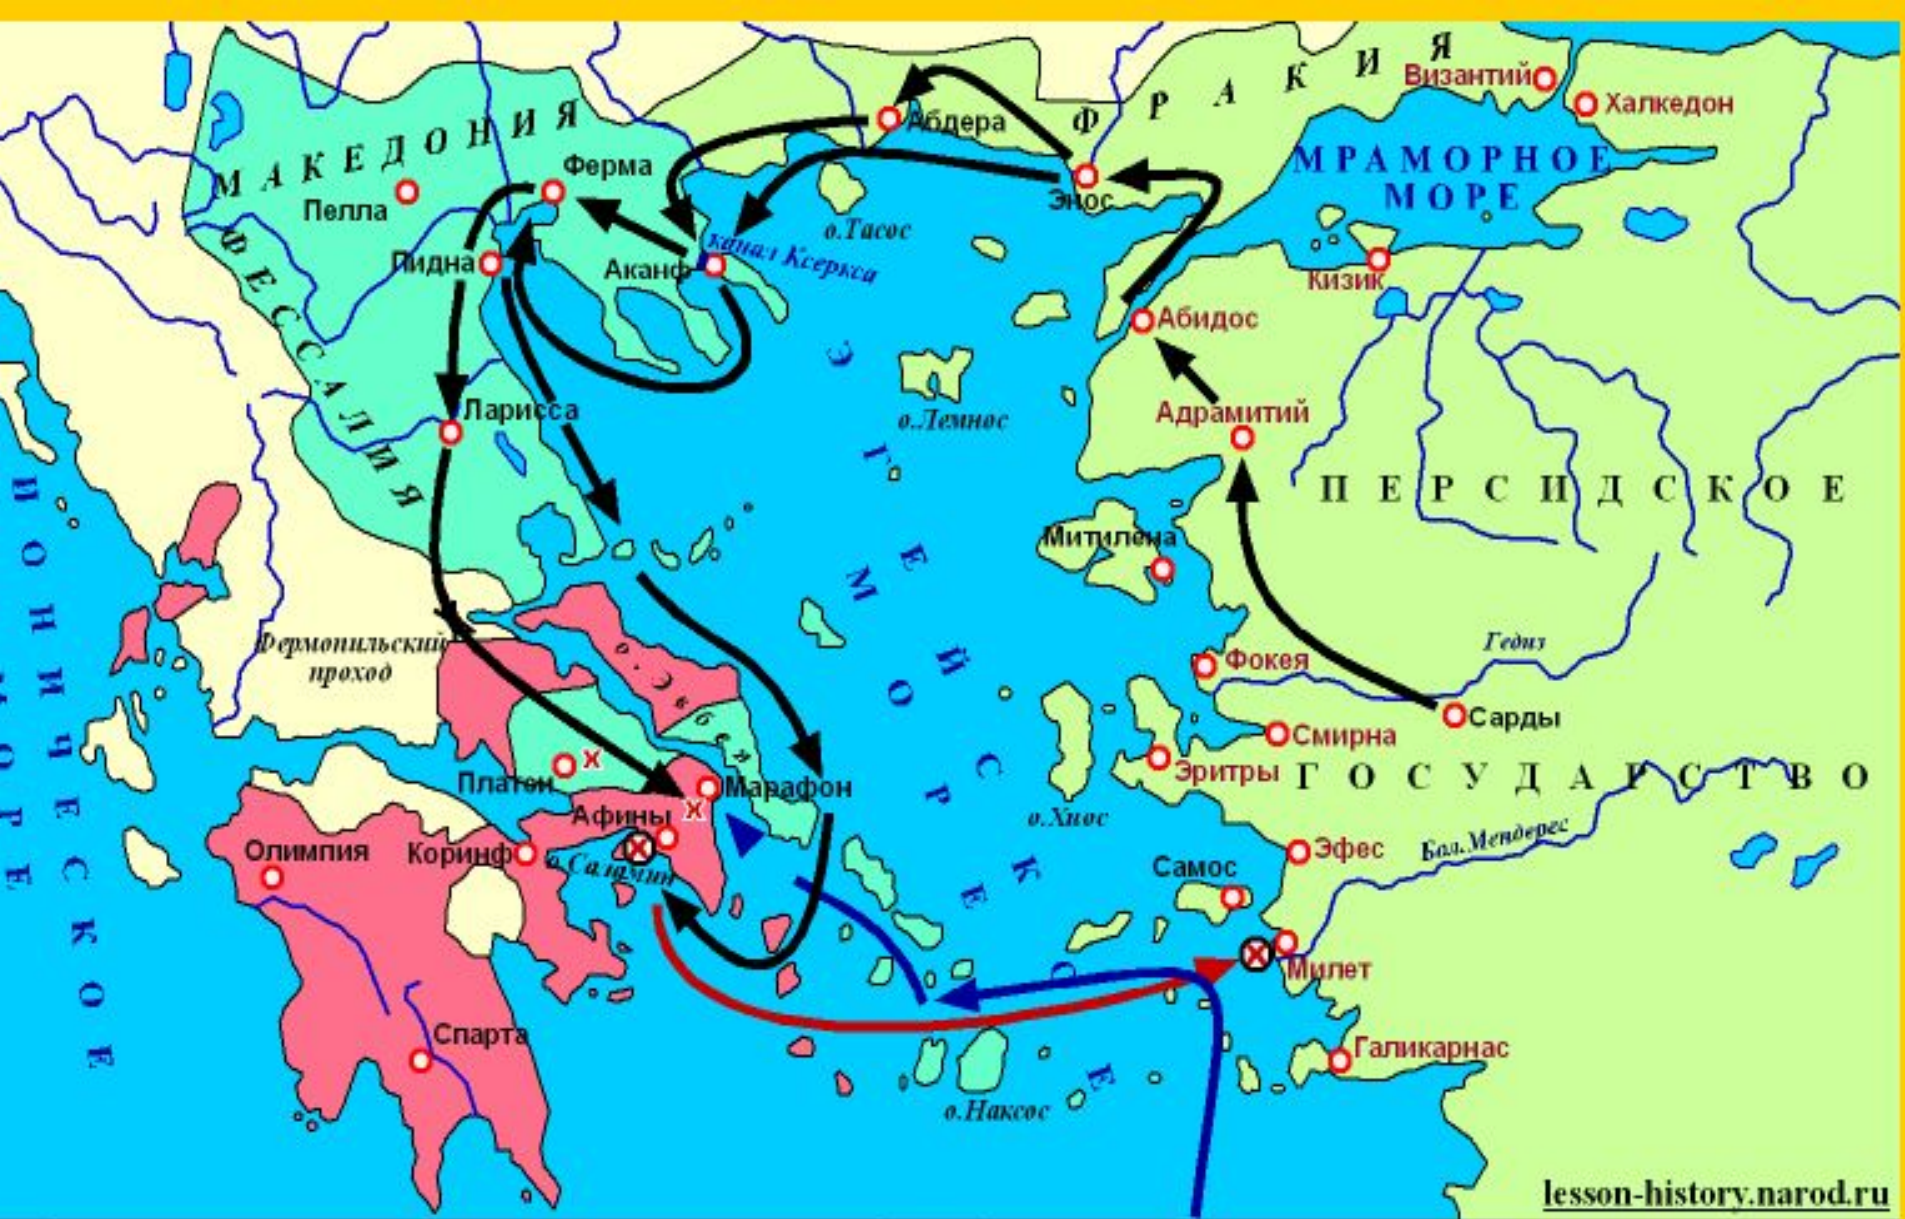 ФРАКИЯ
Византий
Халкедон
МАКЕДОНИЯ
Абдера
МРАМОРНОЕ
МОРЕ
Ферма
Пелла
Энос
о.Тасос
канал Ксеркса
Пидна
Аканф
Кизик
ФЕССАЛИЯ
Абидос
Ларисса
о.Лемнос
Адрамитий
ПЕРСИДСКОЕ
ЭГЕЙСКОЕ
МОРЕ
Митилена
ИОНИЧЕСКОЕ
МОРЕ
Фермопильский
проход
о.Эвбея
Гедиз
Фокея
Сарды
Смирна
Эритры
ГОСУДАРСТВО
Платеи
Марафон
Афины
о.Хиос
Олимпия
Коринф
о.Саламин
Эфес
Бол.Мендерес
Самос
Милет
Спарта
Галикарнас
о.Наксос
lesson-history.narod.ru